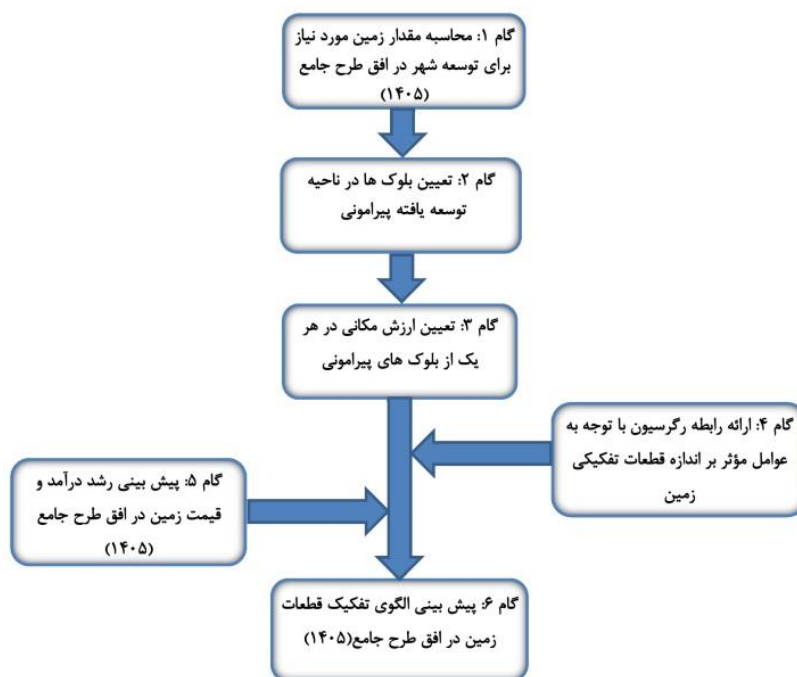 گام ۱: محاسبه مقدار زمین مورد نیاز
برای توسعه شهر در افق طرح جامع
(۱۴۰۵)
گام ۲: تعیین بلوک ها در ناحیه
توسعه یافته پیرامونی
گام ۳: تعیین ارزش مکانی در هر
یک از بلوک های پیرامونی
گام ۴: ارائه رابطه رگرسیون با توجه به
عوامل مؤثر بر اندازه قطعات تفکیکی
زمین
گام ۵: پیش بینی رشد درآمد و
قیمت زمین در افق طرح جامع
(۱۴۰۵)
گام ۶: پیش بینی الگوی تفکیک قطعات
زمین در افق طرح جامع(۱۴۰۵)